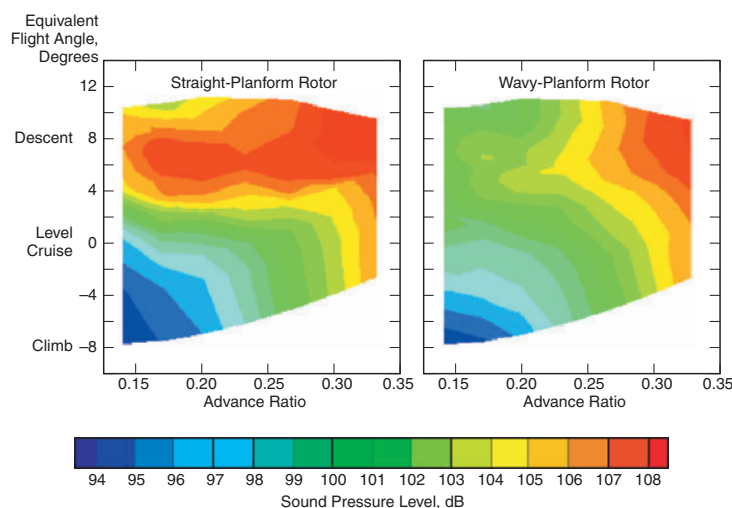 Equivalent
Flight Angle,
Degrees
Straight-Planform Rotor
Wavy-Planform Rotor
12
Descent
8
4
Level
Cruise
0
−4
Climb
−8
0.15 0.20 0.25 0.30 0.35
0.15 0.20 0.25 0.30 0.35
Advance Ratio
Advance Ratio
94 95 96 97 98 99 100 101 102 103 104 105 106 107 108
Sound Pressure Level, dB